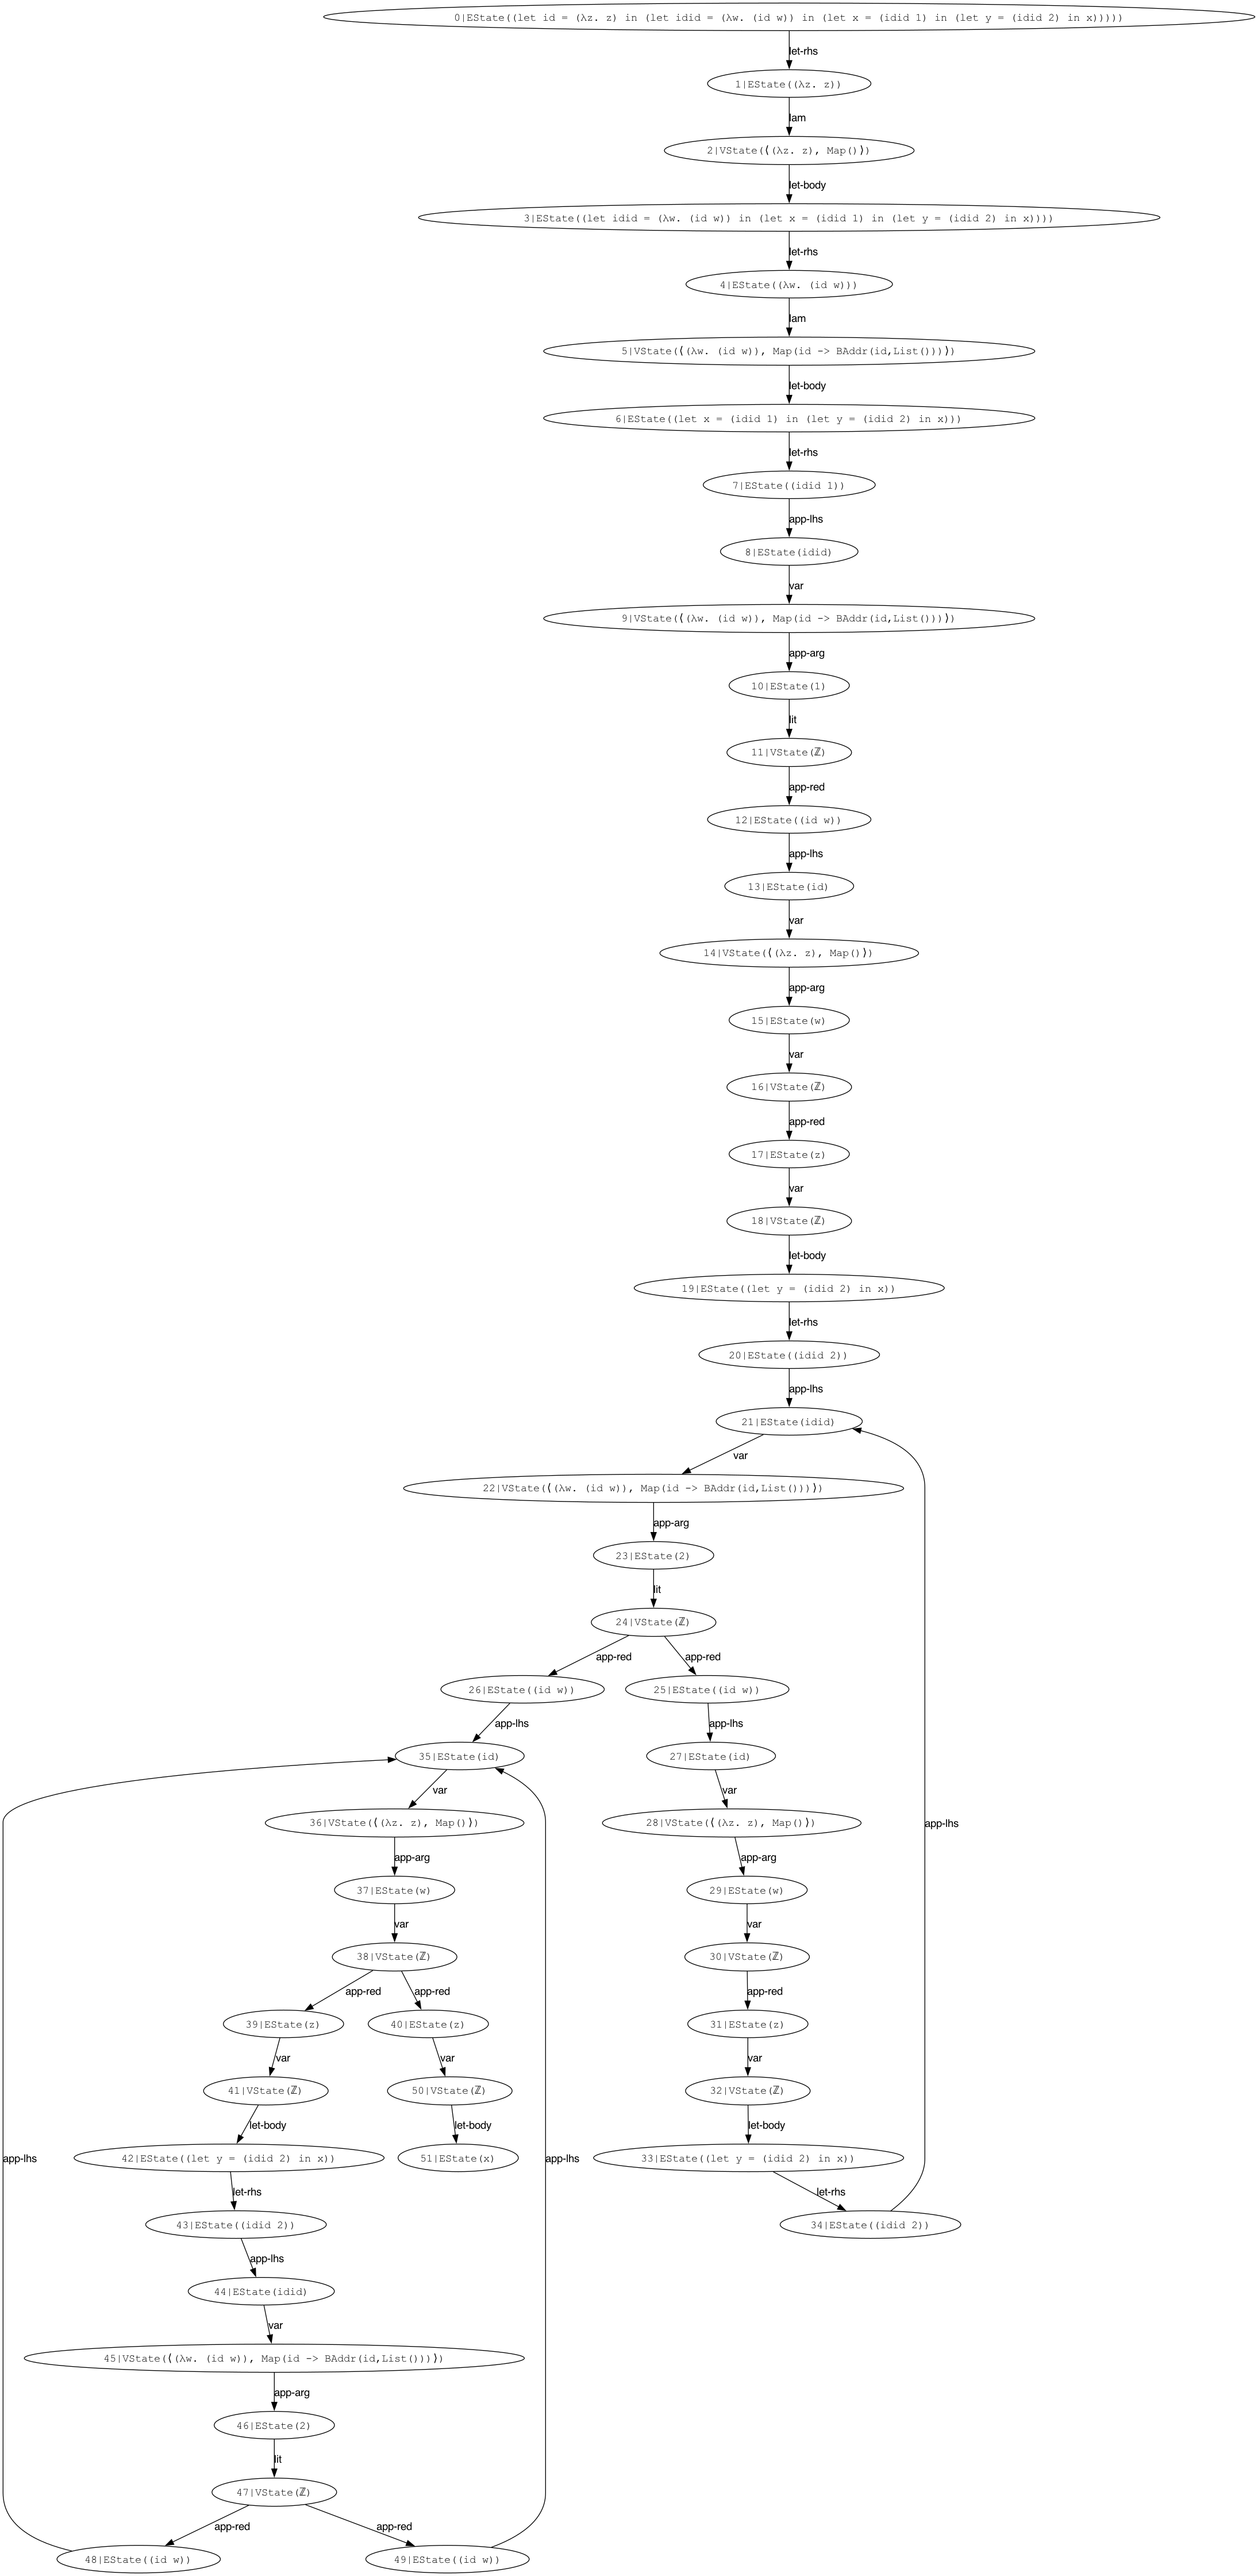 0|EState((let id = (λz. z) in (let idid = (λw. (id w)) in (let x = (idid 1) in (let y = (idid 2) in x)))))
let-rhs
1|EState((λz. z))
lam
2|VState(⟨(λz. z), Map()⟩)
let-body
3|EState((let idid = (λw. (id w)) in (let x = (idid 1) in (let y = (idid 2) in x))))
let-rhs
4|EState((λw. (id w)))
lam
5|VState(⟨(λw. (id w)), Map(id -> BAddr(id,List()))⟩)
let-body
6|EState((let x = (idid 1) in (let y = (idid 2) in x)))
let-rhs
7|EState((idid 1))
app-lhs
8|EState(idid)
var
9|VState(⟨(λw. (id w)), Map(id -> BAddr(id,List()))⟩)
app-arg
10|EState(1)
lit
11|VState(ℤ)
app-red
12|EState((id w))
app-lhs
13|EState(id)
var
14|VState(⟨(λz. z), Map()⟩)
app-arg
15|EState(w)
var
16|VState(ℤ)
app-red
17|EState(z)
var
18|VState(ℤ)
let-body
19|EState((let y = (idid 2) in x))
let-rhs
20|EState((idid 2))
app-lhs
21|EState(idid)
var
22|VState(⟨(λw. (id w)), Map(id -> BAddr(id,List()))⟩)
app-arg
23|EState(2)
lit
24|VState(ℤ)
app-red app-red
26|EState((id w)) 25|EState((id w))
app-lhs app-lhs
35|EState(id) 27|EState(id)
var var
36|VState(⟨(λz. z), Map()⟩) 28|VState(⟨(λz. z), Map()⟩) app-lhs
app-arg app-arg
37|EState(w) 29|EState(w)
var var
38|VState(ℤ) 30|VState(ℤ)
app-red app-red app-red
39|EState(z) 40|EState(z) 31|EState(z)
var var var
41|VState(ℤ) 50|VState(ℤ) 32|VState(ℤ)
let-body let-body let-body
app-lhs 42|EState((let y = (idid 2) in x)) 51|EState(x) app-lhs 33|EState((let y = (idid 2) in x))
let-rhs let-rhs
43|EState((idid 2)) 34|EState((idid 2))
app-lhs
44|EState(idid)
var
45|VState(⟨(λw. (id w)), Map(id -> BAddr(id,List()))⟩)
app-arg
46|EState(2)
lit
47|VState(ℤ)
app-red app-red
48|EState((id w)) 49|EState((id w))